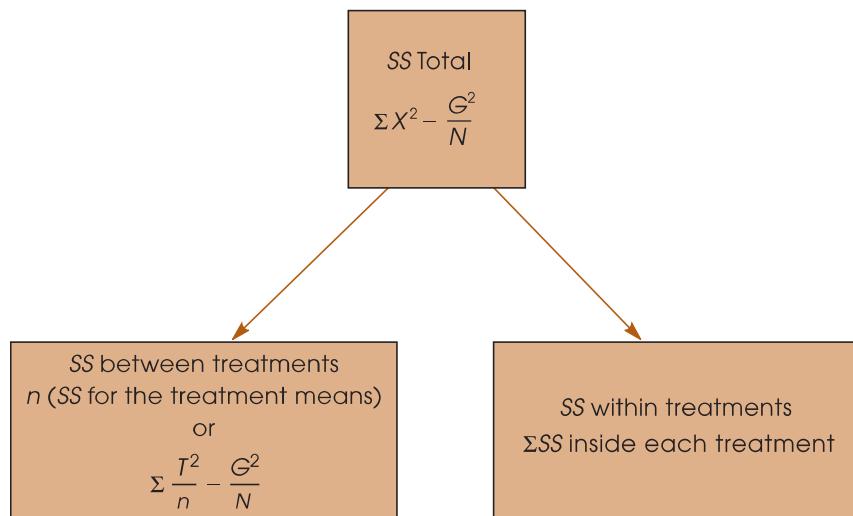 SS Total
ΣX² − G²/N
SS between treatments
n (SS for the treatment means)
or
Σ T²/n − G²/N
SS within treatments
ΣSS inside each treatment